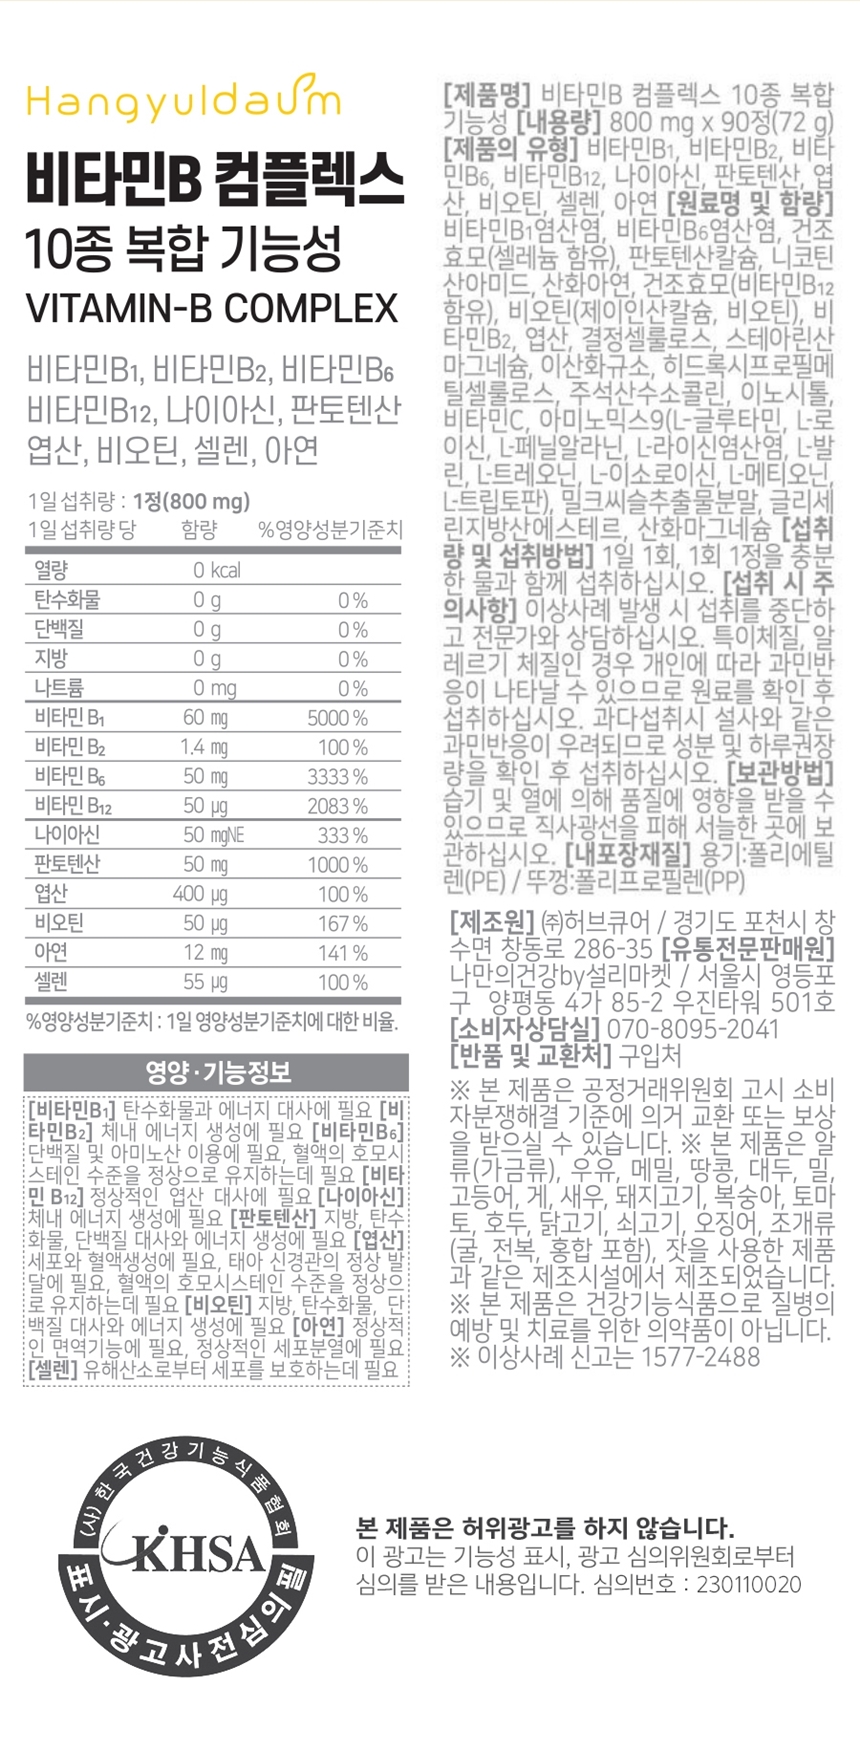 Hangyuldaum
비타민B 컴플렉스
10종 복합 기능성
VITAMIN-B COMPLEX
비타민B1, 비타민B2, 비타민B6
비타민B12, 나이아신, 판토텐산
엽산, 비오틴, 셀렌, 아연
1일 섭취량 : 1정(800 mg)
1일 섭취량 당 함량 %영양성분기준치
열량 0 kcal
탄수화물 0 g 0 %
단백질 0 g 0 %
지방 0 g 0 %
나트륨 0 mg 0 %
비타민 B1 60 mg 5000 %
비타민 B2 1.4 mg 100 %
비타민 B6 50 mg 3333 %
비타민 B12 50 μg 2083 %
나이아신 50 mgNE 333 %
판토텐산 50 mg 1000 %
엽산 400 μg 100 %
비오틴 50 μg 167 %
아연 12 mg 141 %
셀렌 55 μg 100 %
%영양성분기준치 : 1일 영양성분기준치에 대한 비율.
영양·기능정보
[비타민B1] 탄수화물과 에너지 대사에 필요 [비
타민B2] 체내 에너지 생성에 필요 [비타민B6]
단백질 및 아미노산 이용에 필요, 혈액의 호모시
스테인 수준을 정상으로 유지하는데 필요 [비타
민 B12] 정상적인 엽산 대사에 필요 [나이아신]
체내 에너지 생성에 필요 [판토텐산] 지방, 탄수
화물, 단백질 대사와 에너지 생성에 필요 [엽산]
세포와 혈액생성에 필요, 태아 신경관의 정상 발
달에 필요, 혈액의 호모시스테인 수준을 정상으
로 유지하는데 필요 [비오틴] 지방, 탄수화물, 단
백질 대사와 에너지 생성에 필요 [아연] 정상적
인 면역기능에 필요, 정상적인 세포분열에 필요
[셀렌] 유해산소로부터 세포를 보호하는데 필요
[제품명] 비타민B 컴플렉스 10종 복합
기능성 [내용량] 800 mg x 90정(72 g)
[제품의 유형] 비타민B1, 비타민B2, 비타
민B6, 비타민B12, 나이아신, 판토텐산, 엽
산, 비오틴, 셀렌, 아연 [원료명 및 함량]
비타민B1염산염, 비타민B6염산염, 건조
효모(셀레늄 함유), 판토텐산칼슘, 니코틴
산아미드, 산화아연, 건조효모(비타민B12
함유), 비오틴(제이인산칼슘, 비오틴), 비
타민B2, 엽산, 결정셀룰로스, 스테아린산
마그네슘, 이산화규소, 히드록시프로필메
틸셀룰로스, 주석산수소콜린, 이노시톨,
비타민C, 아미노믹스9(L-글루타민, L-로
이신, L-페닐알라닌, L-라이신염산염, L-발
린, L-트레오닌, L-이소로이신, L-메티오닌,
L-트립토판), 밀크씨슬추출물분말, 글리세
린지방산에스테르, 산화마그네슘 [섭취
량 및 섭취방법] 1일 1회, 1회 1정을 충분
한 물과 함께 섭취하십시오. [섭취 시 주
의사항] 이상사례 발생 시 섭취를 중단하
고 전문가와 상담하십시오. 특이체질, 알
레르기 체질인 경우 개인에 따라 과민반
응이 나타날 수 있으므로 원료를 확인 후
섭취하십시오. 과다섭취시 설사와 같은
과민반응이 우려되므로 성분 및 하루권장
량을 확인 후 섭취하십시오. [보관방법]
습기 및 열에 의해 품질에 영향을 받을 수
있으므로 직사광선을 피해 서늘한 곳에 보
관하십시오. [내포장재질] 용기:폴리에틸
렌(PE) / 뚜껑:폴리프로필렌(PP)
[제조원] ㈜허브큐어 / 경기도 포천시 창
수면 창동로 286-35 [유통전문판매원]
나만의건강by설리마켓 / 서울시 영등포
구 양평동 4가 85-2 우진타워 501호
[소비자상담실] 070-8095-2041
[반품 및 교환처] 구입처
※ 본 제품은 공정거래위원회 고시 소비
자분쟁해결 기준에 의거 교환 또는 보상
을 받으실 수 있습니다. ※ 본 제품은 알
류(가금류), 우유, 메밀, 땅콩, 대두, 밀,
고등어, 게, 새우, 돼지고기, 복숭아, 토마
토, 호두, 닭고기, 쇠고기, 오징어, 조개류
(굴, 전복, 홍합 포함), 잣을 사용한 제품
과 같은 제조시설에서 제조되었습니다.
※ 본 제품은 건강기능식품으로 질병의
예방 및 치료를 위한 의약품이 아닙니다.
※ 이상사례 신고는 1577-2488
(사)한국건강기능식품협회
KHSA
표시·광고사전심의필
본 제품은 허위광고를 하지 않습니다.
이 광고는 기능성 표시, 광고 심의위원회로부터
심의를 받은 내용입니다. 심의번호 : 230110020